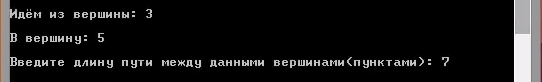 Идём из вершины: 3
В вершину: 5
Введите длину пути между данными вершинами(пунктами): 7